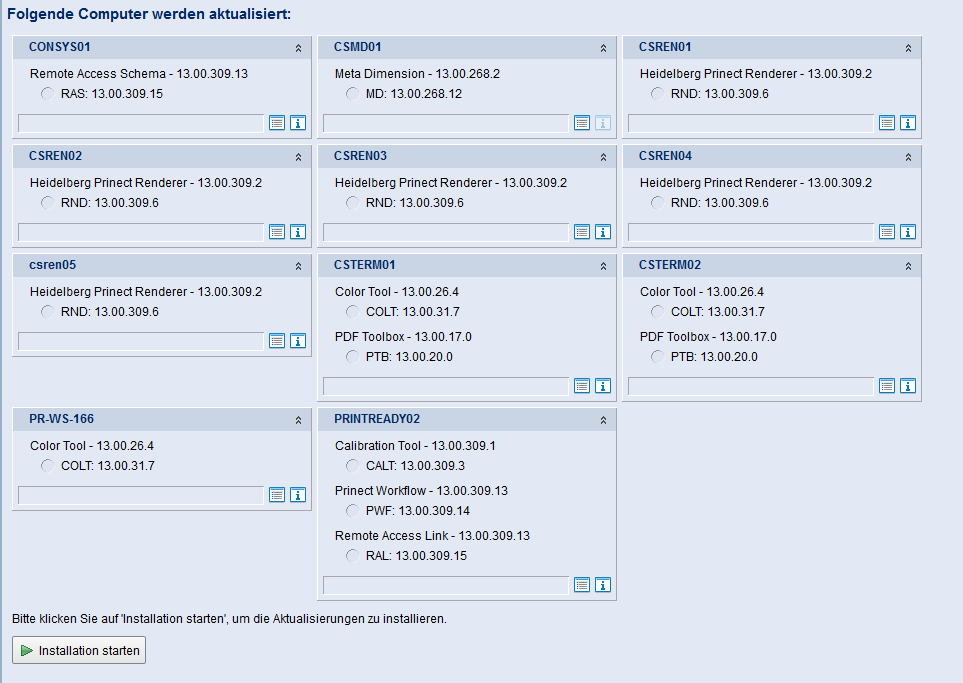 Folgende Computer werden aktualisiert:
CONSYS01
Remote Access Schema - 13.00.309.13
RAS: 13.00.309.15
CSMD01
Meta Dimension - 13.00.268.2
MD: 13.00.268.12
CSREN01
Heidelberg Prinect Renderer - 13.00.309.2
RND: 13.00.309.6
CSREN02
Heidelberg Prinect Renderer - 13.00.309.2
RND: 13.00.309.6
CSREN03
Heidelberg Prinect Renderer - 13.00.309.2
RND: 13.00.309.6
CSREN04
Heidelberg Prinect Renderer - 13.00.309.2
RND: 13.00.309.6
csren05
Heidelberg Prinect Renderer - 13.00.309.2
RND: 13.00.309.6
CSTERM01
Color Tool - 13.00.26.4
COLT: 13.00.31.7
PDF Toolbox - 13.00.17.0
PTB: 13.00.20.0
CSTERM02
Color Tool - 13.00.26.4
COLT: 13.00.31.7
PDF Toolbox - 13.00.17.0
PTB: 13.00.20.0
PR-WS-166
Color Tool - 13.00.26.4
COLT: 13.00.31.7
PRINTREADY02
Calibration Tool - 13.00.309.1
CALT: 13.00.309.3
Prinect Workflow - 13.00.309.13
PWF: 13.00.309.14
Remote Access Link - 13.00.309.13
RAL: 13.00.309.15
Bitte klicken Sie auf 'Installation starten', um die Aktualisierungen zu installieren.
Installation starten